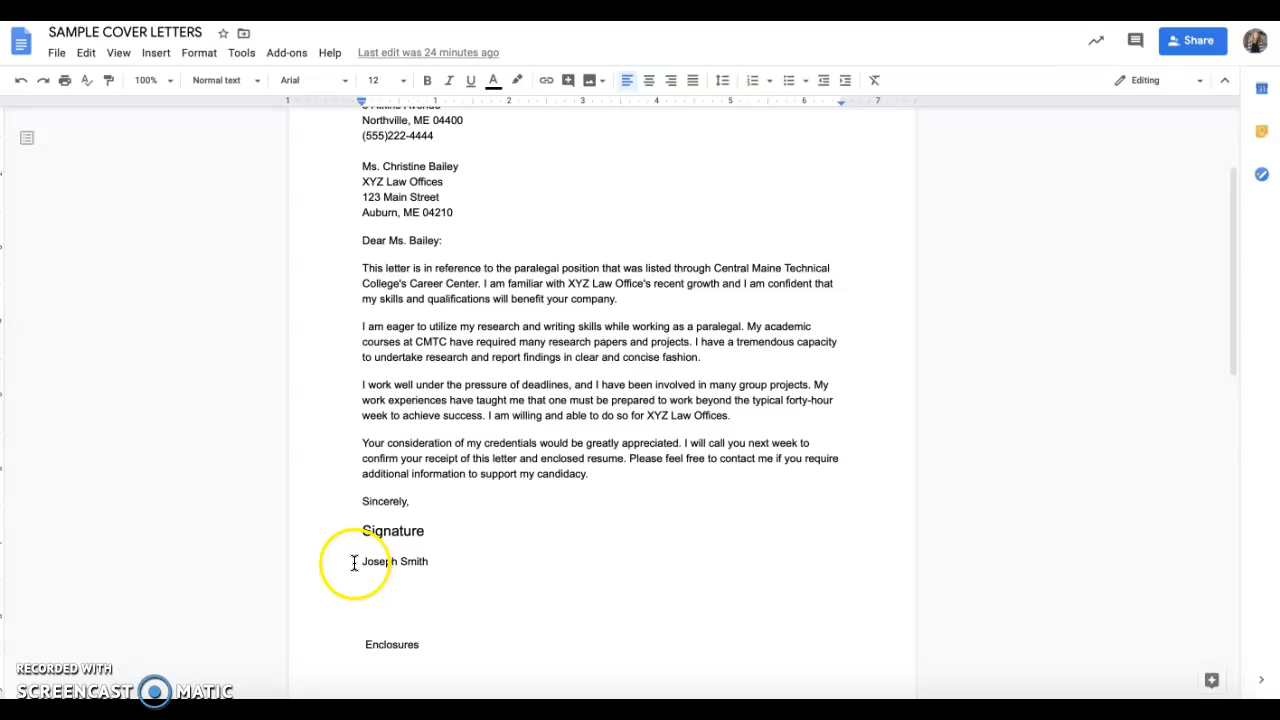 SAMPLE COVER LETTERS
Share
File Edit View Insert Format Tools Add-ons Help Last edit was 24 minutes ago
100% Normal text Arial 12 B I U A Editing
1 1 2 3 4 5 6 7
Northville, ME 04400
(555)222-4444
Ms. Christine Bailey
XYZ Law Offices
123 Main Street
Auburn, ME 04210
Dear Ms. Bailey:
This letter is in reference to the paralegal position that was listed through Central Maine Technical
College's Career Center. I am familiar with XYZ Law Office's recent growth and I am confident that
my skills and qualifications will benefit your company.
I am eager to utilize my research and writing skills while working as a paralegal. My academic
courses at CMTC have required many research papers and projects. I have a tremendous capacity
to undertake research and report findings in clear and concise fashion.
I work well under the pressure of deadlines, and I have been involved in many group projects. My
work experiences have taught me that one must be prepared to work beyond the typical forty-hour
week to achieve success. I am willing and able to do so for XYZ Law Offices.
Your consideration of my credentials would be greatly appreciated. I will call you next week to
confirm your receipt of this letter and enclosed resume. Please feel free to contact me if you require
additional information to support my candidacy.
Sincerely,
Signature
Joseph Smith
Enclosures
RECORDED WITH
SCREENCAST MATIC